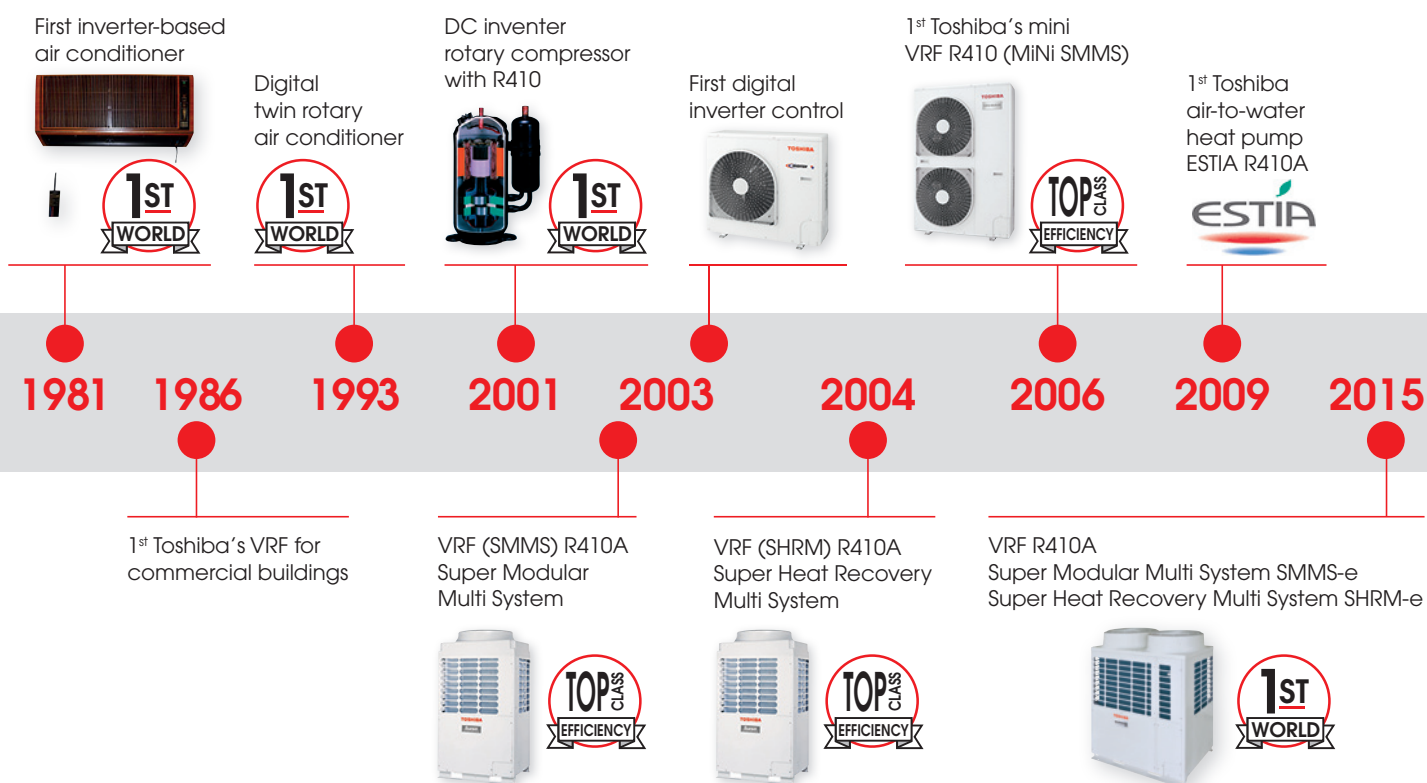 First inverter-based
air conditioner
1ST
WORLD
Digital
twin rotary
air conditioner
1ST
WORLD
DC inventer
rotary compressor
with R410
1ST
WORLD
First digital
inverter control
TOSHIBA
1st Toshiba's mini
VRF R410 (MiNi SMMS)
TOSHIBA
TOP CLASS
EFFICIENCY
1st Toshiba
air-to-water
heat pump
ESTIA R410A
ESTIA
1981
1986
1993
2001
2003
2004
2006
2009
2015
1st Toshiba's VRF for
commercial buildings
VRF (SMMS) R410A
Super Modular
Multi System
TOSHIBA
TOP CLASS
EFFICIENCY
VRF (SHRM) R410A
Super Heat Recovery
Multi System
TOSHIBA
TOP CLASS
EFFICIENCY
VRF R410A
Super Modular Multi System SMMS-e
Super Heat Recovery Multi System SHRM-e
TOSHIBA
1ST
WORLD